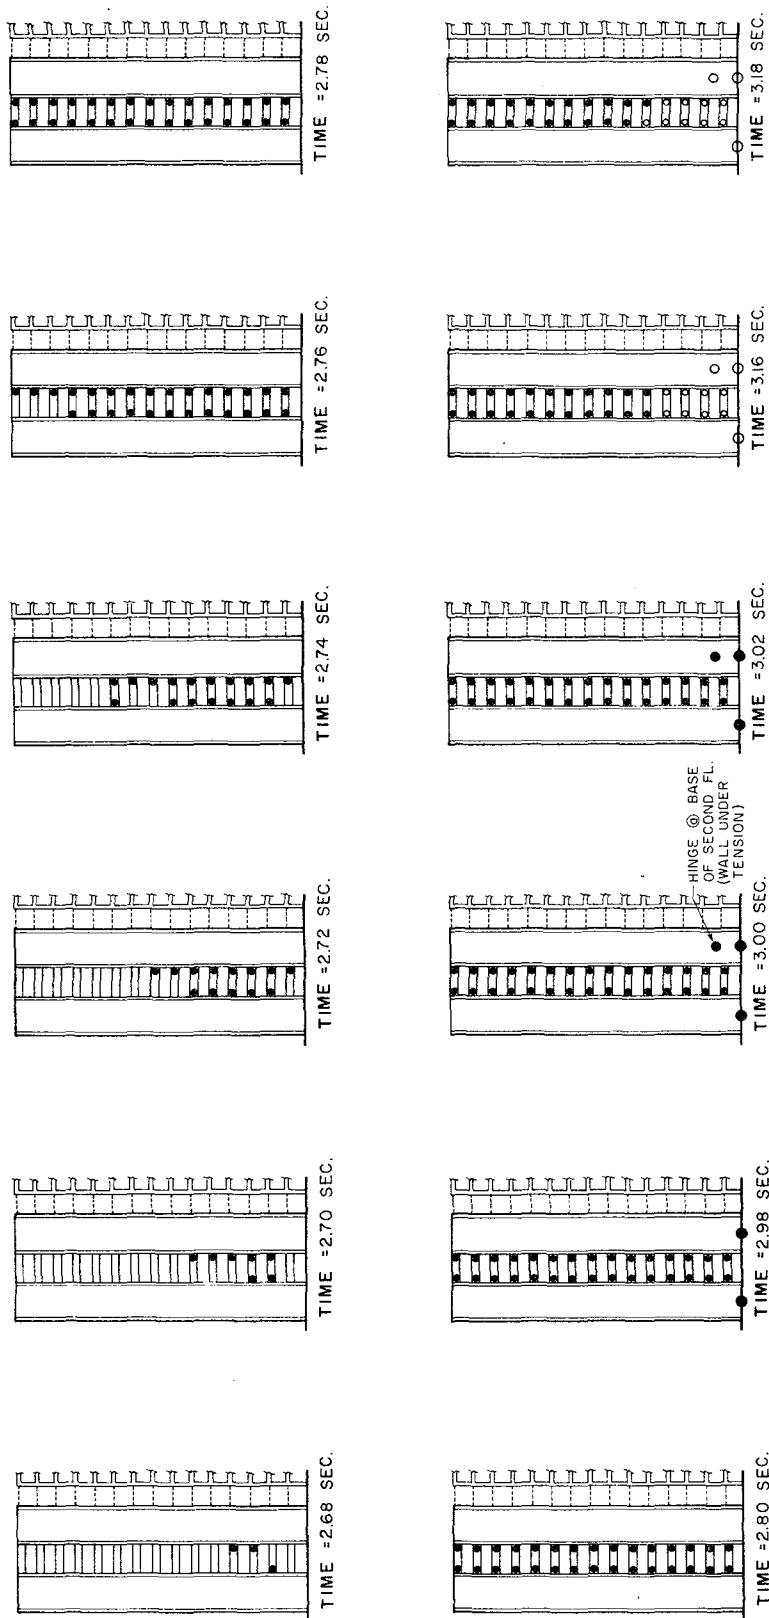 TIME =2.68 SEC.
TIME =2.70 SEC.
TIME =2.72 SEC.
TIME =2.74 SEC.
TIME =2.76 SEC.
TIME =2.78 SEC.
TIME =2.80 SEC.
TIME =2.98 SEC.
HINGE @ BASE
OF SECOND FL.
(WALL UNDER
TENSION)
TIME =3.00 SEC.
TIME =3.02 SEC.
TIME =3.16 SEC.
TIME =3.18 SEC.